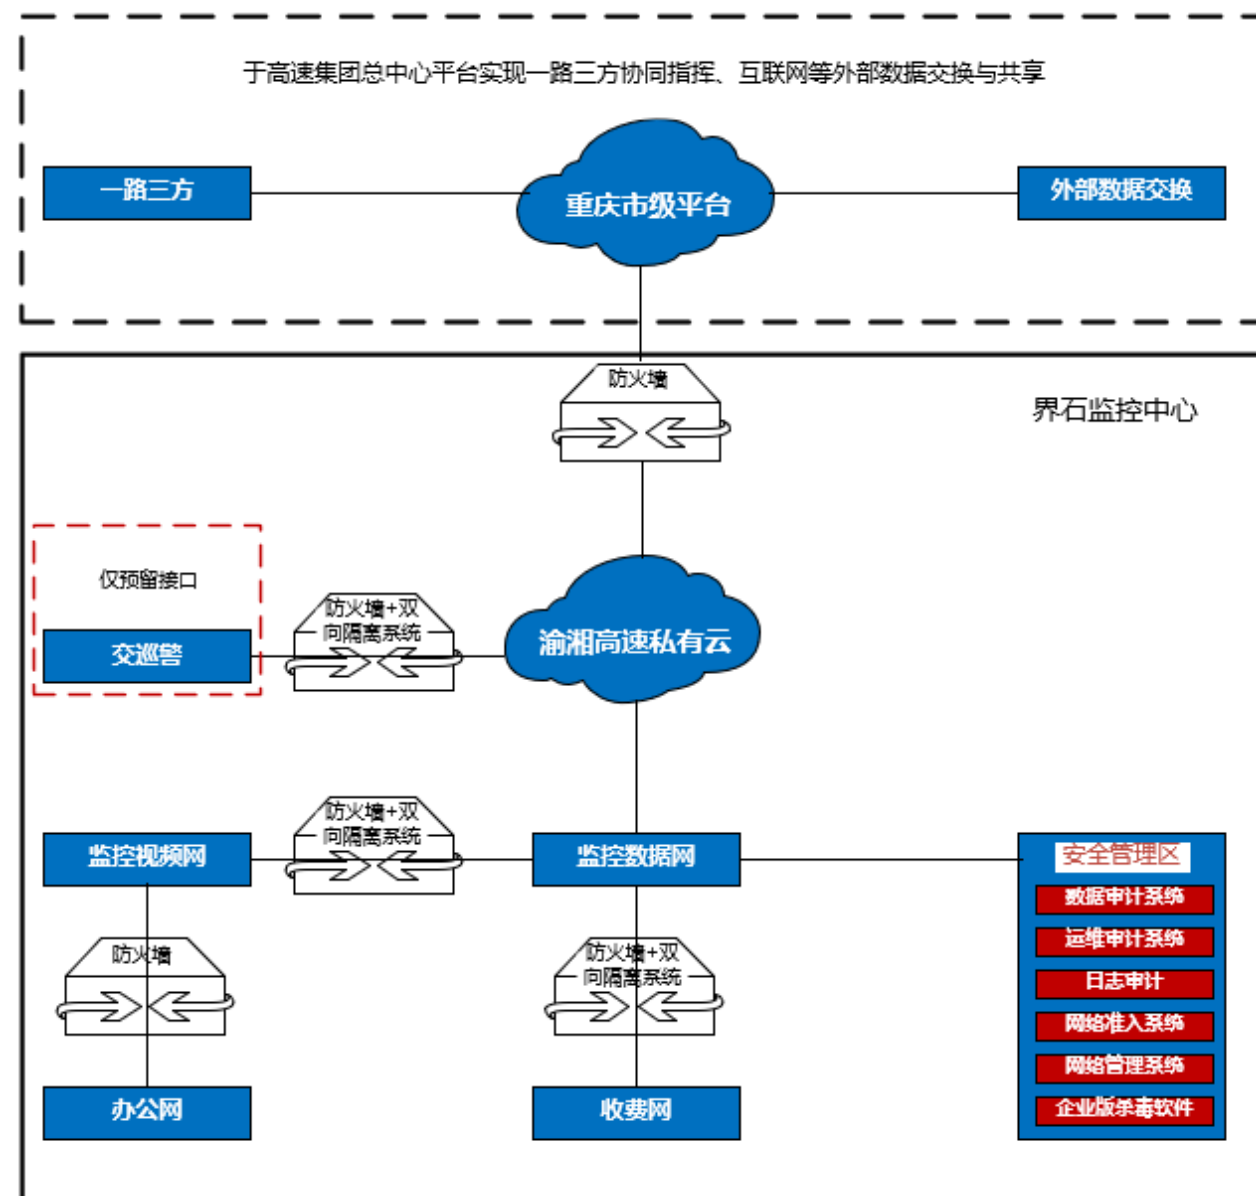 于高速集团总中心平台实现一路三方协同指挥、互联网等外部数据交换与共享
一路三方
重庆市级平台
外部数据交换
防火墙
界石监控中心
仅预留接口
交巡警
防火墙+双
向隔离系统
渝湘高速私有云
监控视频网
防火墙+双
向隔离系统
监控数据网
安全管理区
数据审计系统
运维审计系统
日志审计
网络准入系统
网络管理系统
企业版杀毒软件
防火墙
防火墙+双
向隔离系统
办公网
收费网